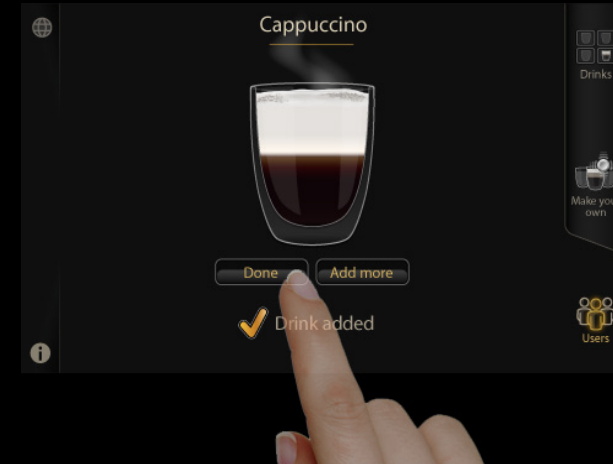 Cappuccino
Drinks
Make your
own
Done
Add more
Drink added
Users